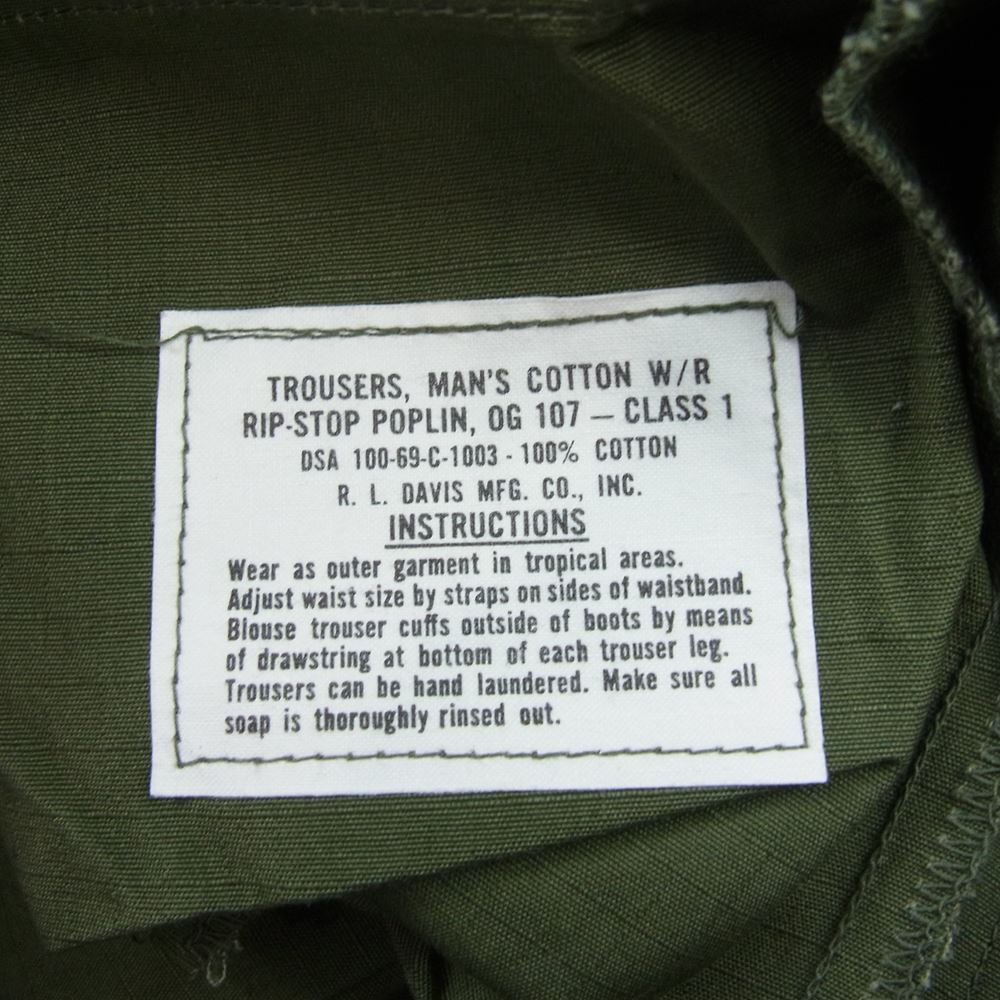 TROUSERS, MAN'S COTTON W/R
RIP-STOP POPLIN, OG 107 — CLASS 1
DSA 100-69-C-1003 - 100% COTTON
R. L. DAVIS MFG. CO., INC.
INSTRUCTIONS
Wear as outer garment in tropical areas.
Adjust waist size by straps on sides of waistband.
Blouse trouser cuffs outside of boots by means
of drawstring at bottom of each trouser leg.
Trousers can be hand laundered. Make sure all
soap is thoroughly rinsed out.